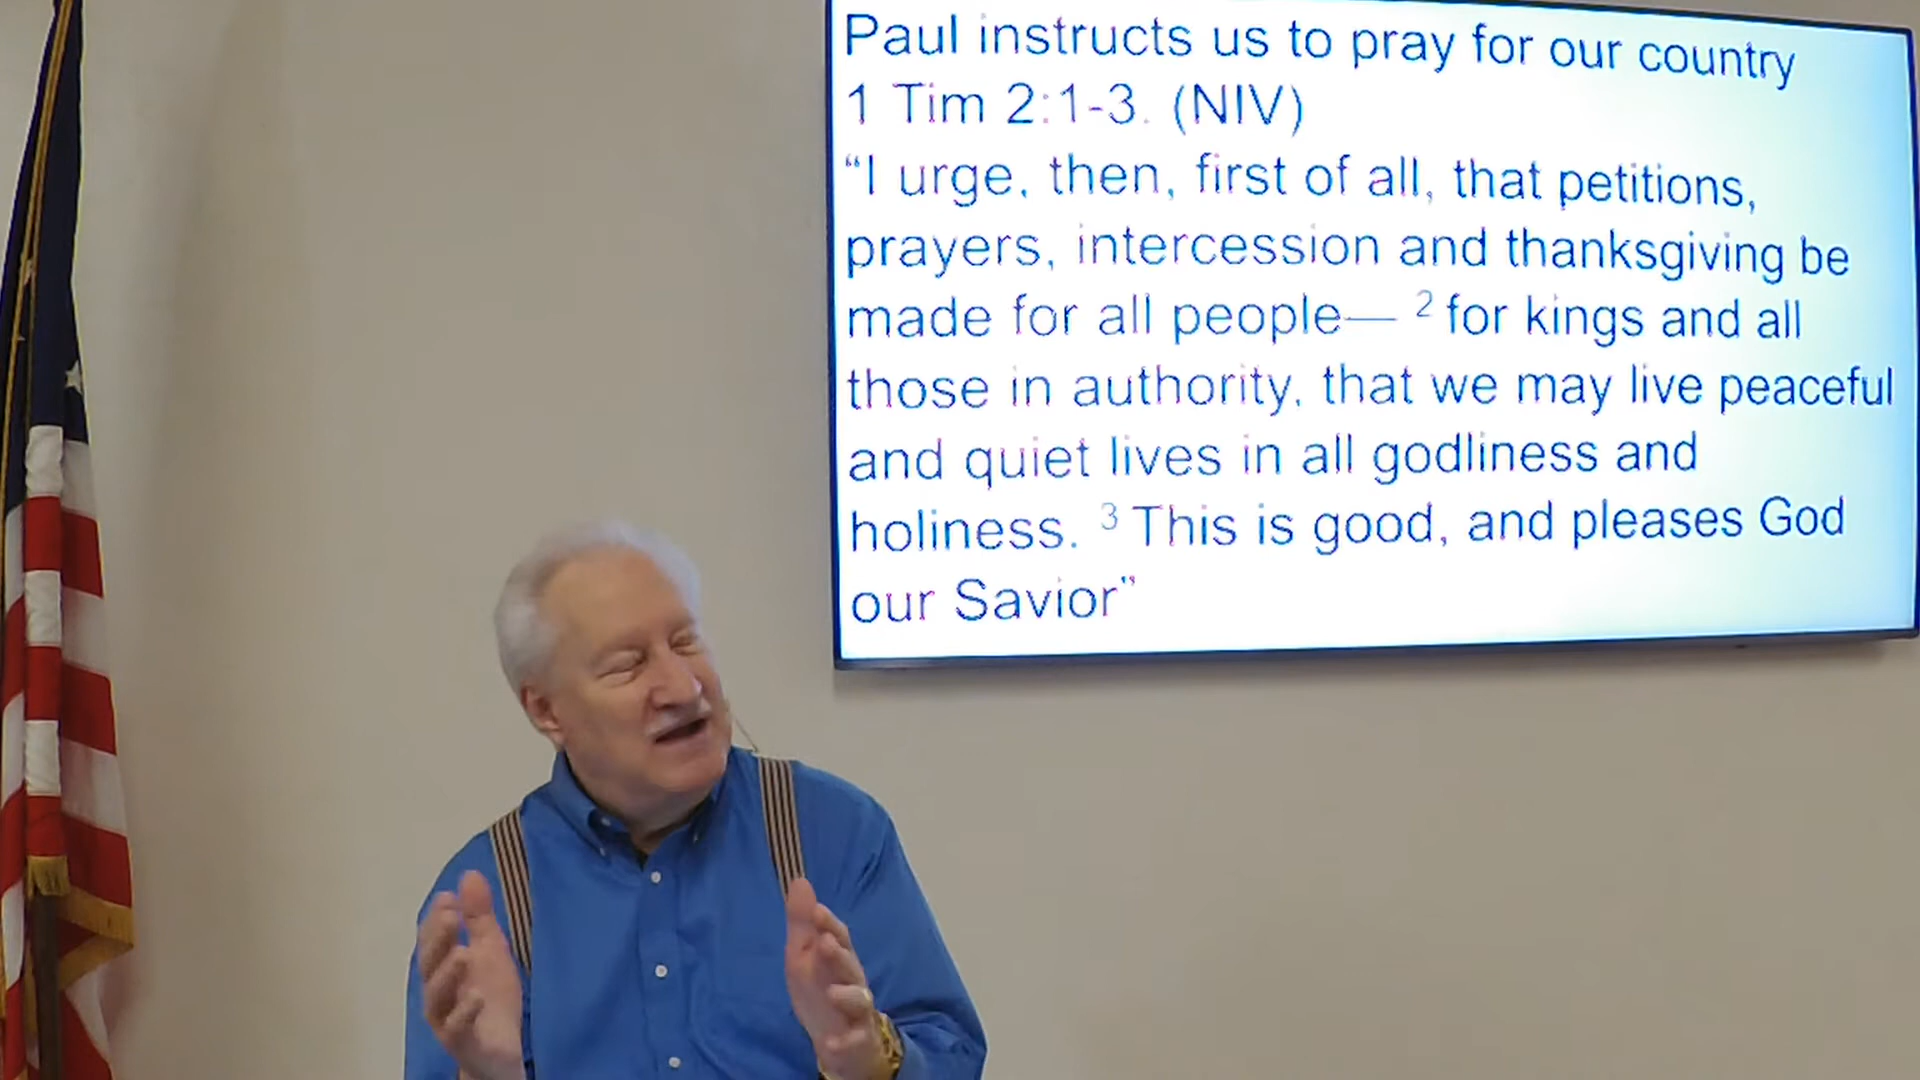 Paul instructs us to pray for our country
1 Tim 2:1-3. (NIV)
“I urge, then, first of all, that petitions,
prayers, intercession and thanksgiving be
made for all people— ² for kings and all
those in authority, that we may live peaceful
and quiet lives in all godliness and
holiness. ³ This is good, and pleases God
our Savior”